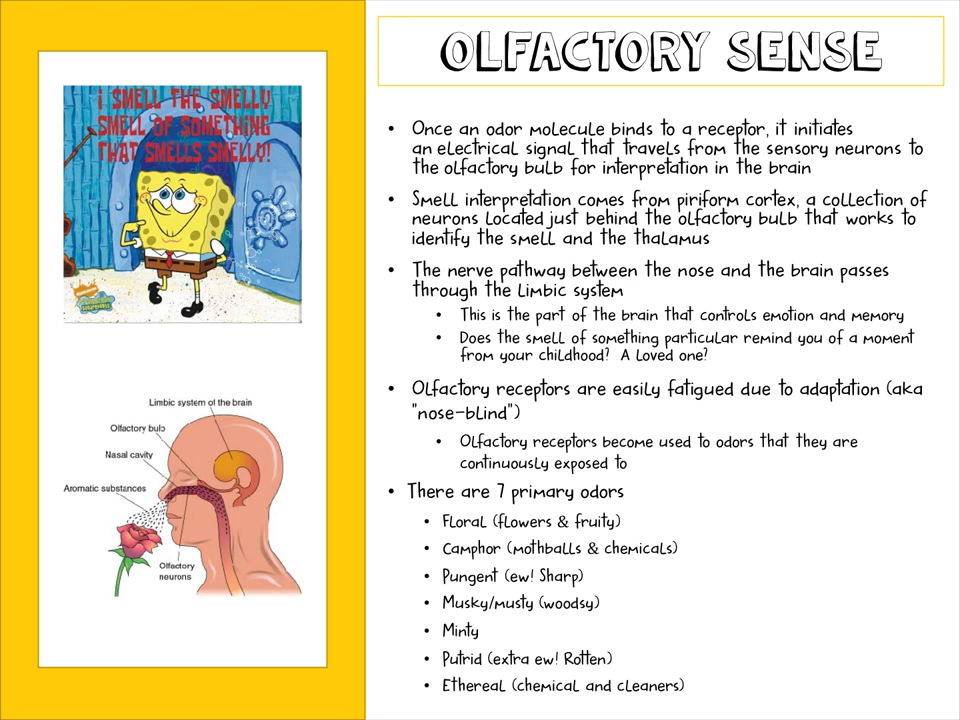 OLFACTORY SENSE
I SMELL THE SMELLY
SMELL OF SOMETHING
THAT SMELLS SMELLY!
NICKELODEON
Limbic system of the brain
Olfactory bulb
Nasal cavity
Aromatic substances
Olfactory
neurons
• Once an odor molecule binds to a receptor, it initiates
an electrical signal that travels from the sensory neurons to
the olfactory bulb for interpretation in the brain
• Smell interpretation comes from piriform cortex, a collection of
neurons located just behind the olfactory bulb that works to
identify the smell and the thalamus
• The nerve pathway between the nose and the brain passes
through the limbic system
• This is the part of the brain that controls emotion and memory
• Does the smell of something particular remind you of a moment
from your childhood? A loved one?
• Olfactory receptors are easily fatigued due to adaptation (aka
"nose-blind")
• Olfactory receptors become used to odors that they are
continuously exposed to
• There are 7 primary odors
• Floral (flowers & fruity)
• Camphor (mothballs & chemicals)
• Pungent (ew! Sharp)
• Musky/musty (woodsy)
• Minty
• Putrid (extra ew! Rotten)
• Ethereal (chemical and cleaners)